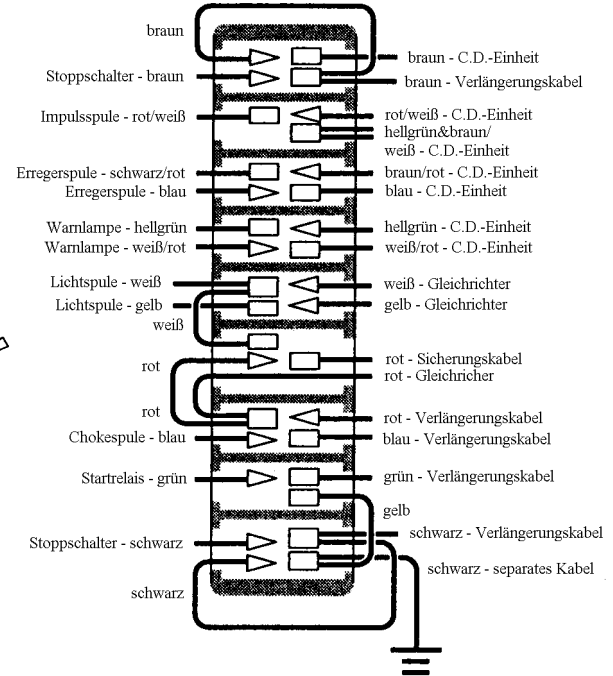 braun
braun - C.D.-Einheit
Stoppschalter - braun
braun - Verlängerungskabel
Impulsspule - rot/weiß
rot/weiß - C.D.-Einheit
hellgrün&braun/
weiß - C.D.-Einheit
Erregerspule - schwarz/rot
braun/rot - C.D.-Einheit
Erregerspule - blau
blau - C.D.-Einheit
Warnlampe - hellgrün
hellgrün - C.D.-Einheit
Warnlampe - weiß/rot
weiß/rot - C.D.-Einheit
Lichtspule - weiß
weiß - Gleichrichter
Lichtspule - gelb
gelb - Gleichrichter
weiß
rot - Sicherungskabel
rot
rot - Gleichricher
rot
rot - Verlängerungskabel
Chokespule - blau
blau - Verlängerungskabel
Startrelais - grün
grün - Verlängerungskabel
gelb
schwarz - Verlängerungskabel
Stoppschalter - schwarz
schwarz - separates Kabel
schwarz